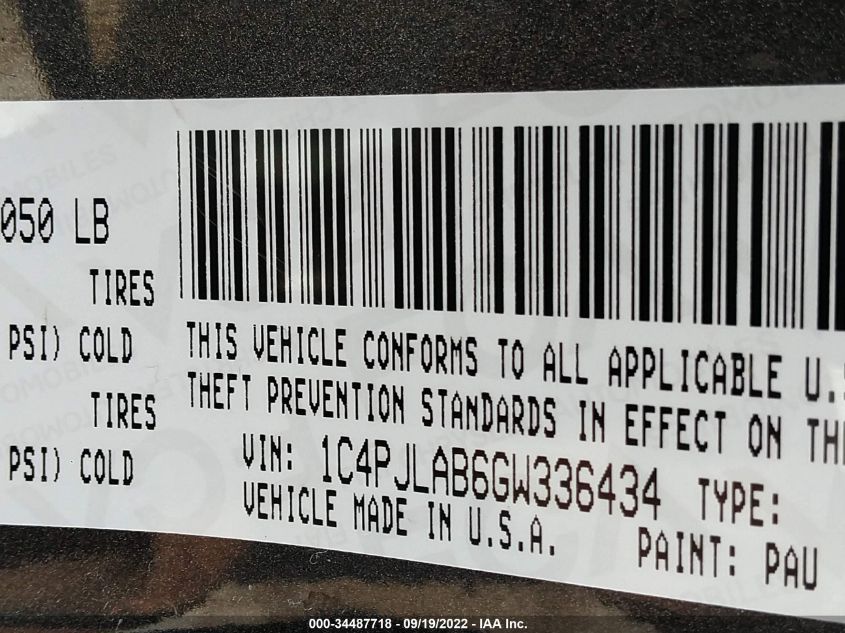 050 LB
TIRES
PSI) COLD
TIRES
PSI) COLD
THIS VEHICLE CONFORMS TO ALL APPLICABLE U.S
THEFT PREVENTION STANDARDS IN EFFECT ON TH
VIN: 1C4PJLAB6GW336434 TYPE:
VEHICLE MADE IN U.S.A.
PAINT: PAU
000-34487718 - 09/19/2022 - IAA Inc.